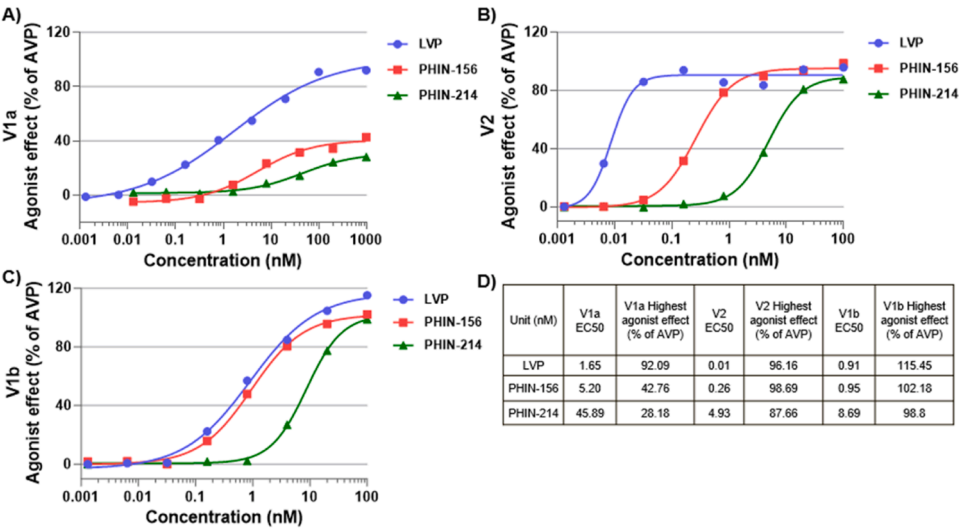 A)
120
80
40
0
V1a
Agonist effect (% of AVP)
0.001 0.01 0.1 1 10 100 1000
Concentration (nM)
LVP
PHIN-156
PHIN-214
B)
120
80
40
0
V2
Agonist effect (% of AVP)
0.001 0.01 0.1 1 10 100
Concentration (nM)
LVP
PHIN-156
PHIN-214
C)
120
80
40
0
V1b
Agonist effect (% of AVP)
0.001 0.01 0.1 1 10 100
Concentration (nM)
LVP
PHIN-156
PHIN-214
D)
Unit (nM) V1a EC50 V1a Highest agonist effect (% of AVP) V2 EC50 V2 Highest agonist effect (% of AVP) V1b EC50 V1b Highest agonist effect (% of AVP)
LVP 1.65 92.09 0.01 96.16 0.91 115.45
PHIN-156 5.20 42.76 0.26 98.69 0.95 102.18
PHIN-214 45.89 28.18 4.93 87.66 8.69 98.8